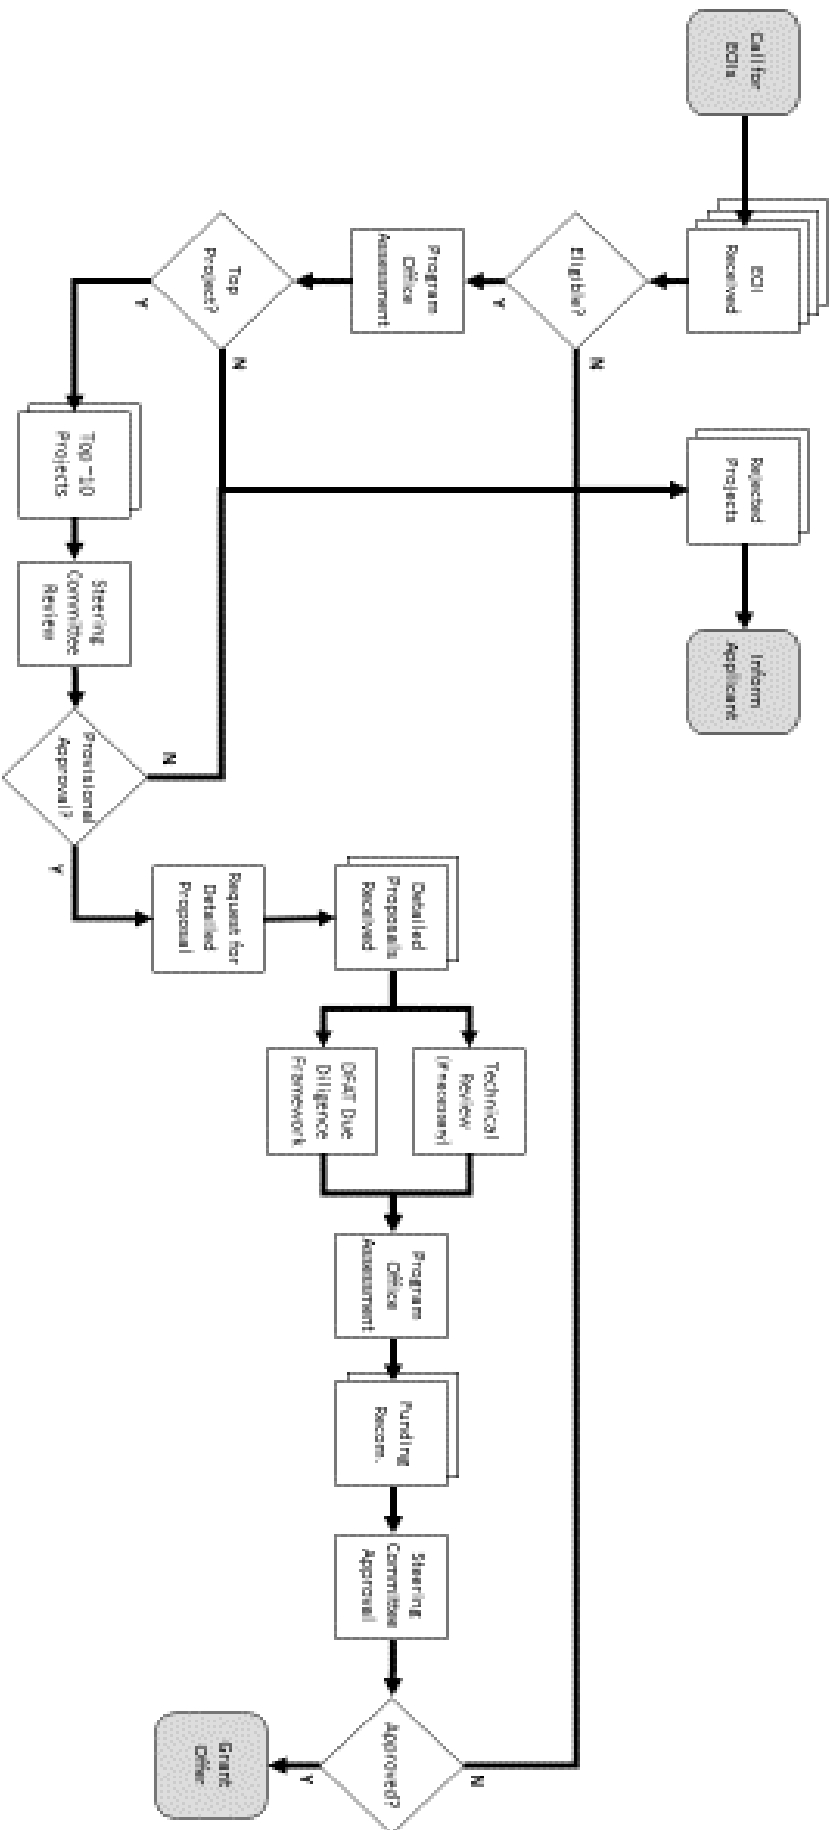 Call for
EOIs
EOI
Received
Eligible?
Y
N
Program
Office
Assessment
Top
Project?
Y
N
Rejected
Projects
Inform
Applicant
Top ~10
Projects
Steering
Committee
Review
Provisional
Approval?
N
Y
Request for
Detailed
Proposal
Detailed
Proposals
Received
Technical
Review
(if necessary)
DFAT Due
Diligence
Framework
Program
Office
Assessment
Funding
Recom.
Steering
Committee
Approval
Approved?
N
Y
Grant
Offer